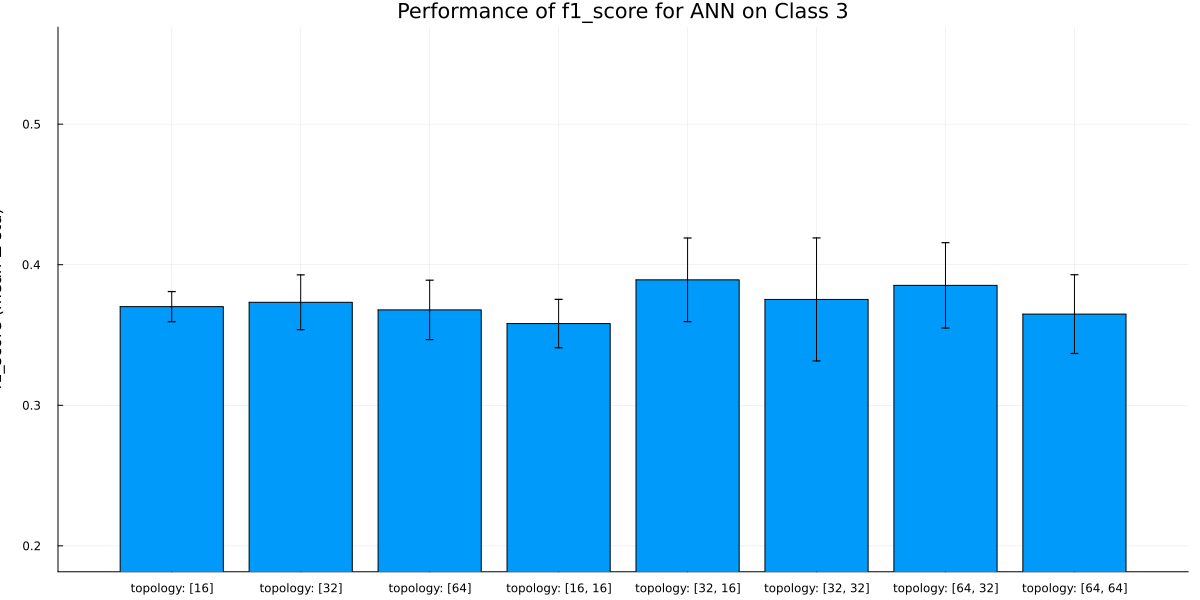 Performance of f1_score for ANN on Class 3
0.5
0.4
0.3
0.2
topology: [16]
topology: [32]
topology: [64]
topology: [16, 16]
topology: [32, 16]
topology: [32, 32]
topology: [64, 32]
topology: [64, 64]